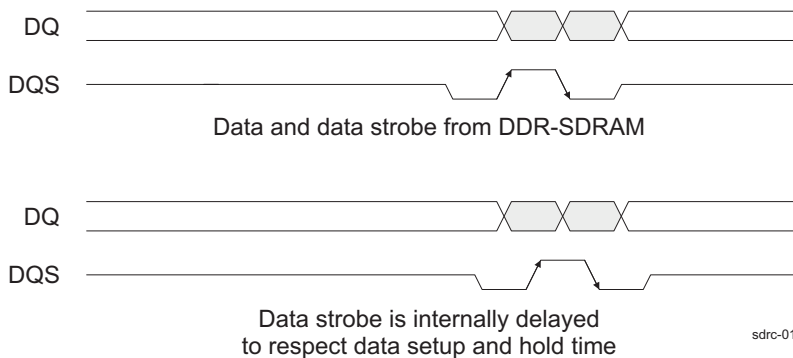 DQ
DQS
Data and data strobe from DDR-SDRAM
DQ
DQS
Data strobe is internally delayed
to respect data setup and hold time
sdrc-01